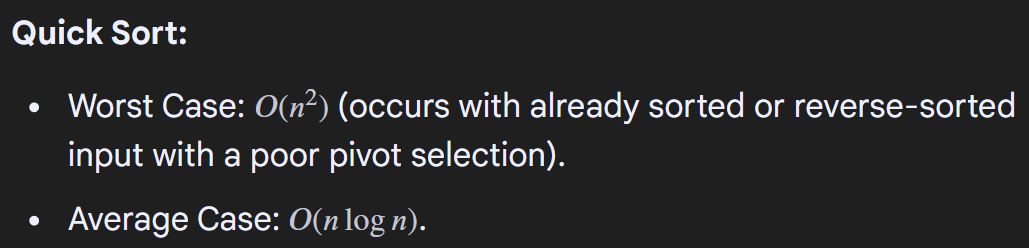 Quick Sort:
• Worst Case: O(n²) (occurs with already sorted or reverse-sorted
input with a poor pivot selection).
• Average Case: O(n log n).